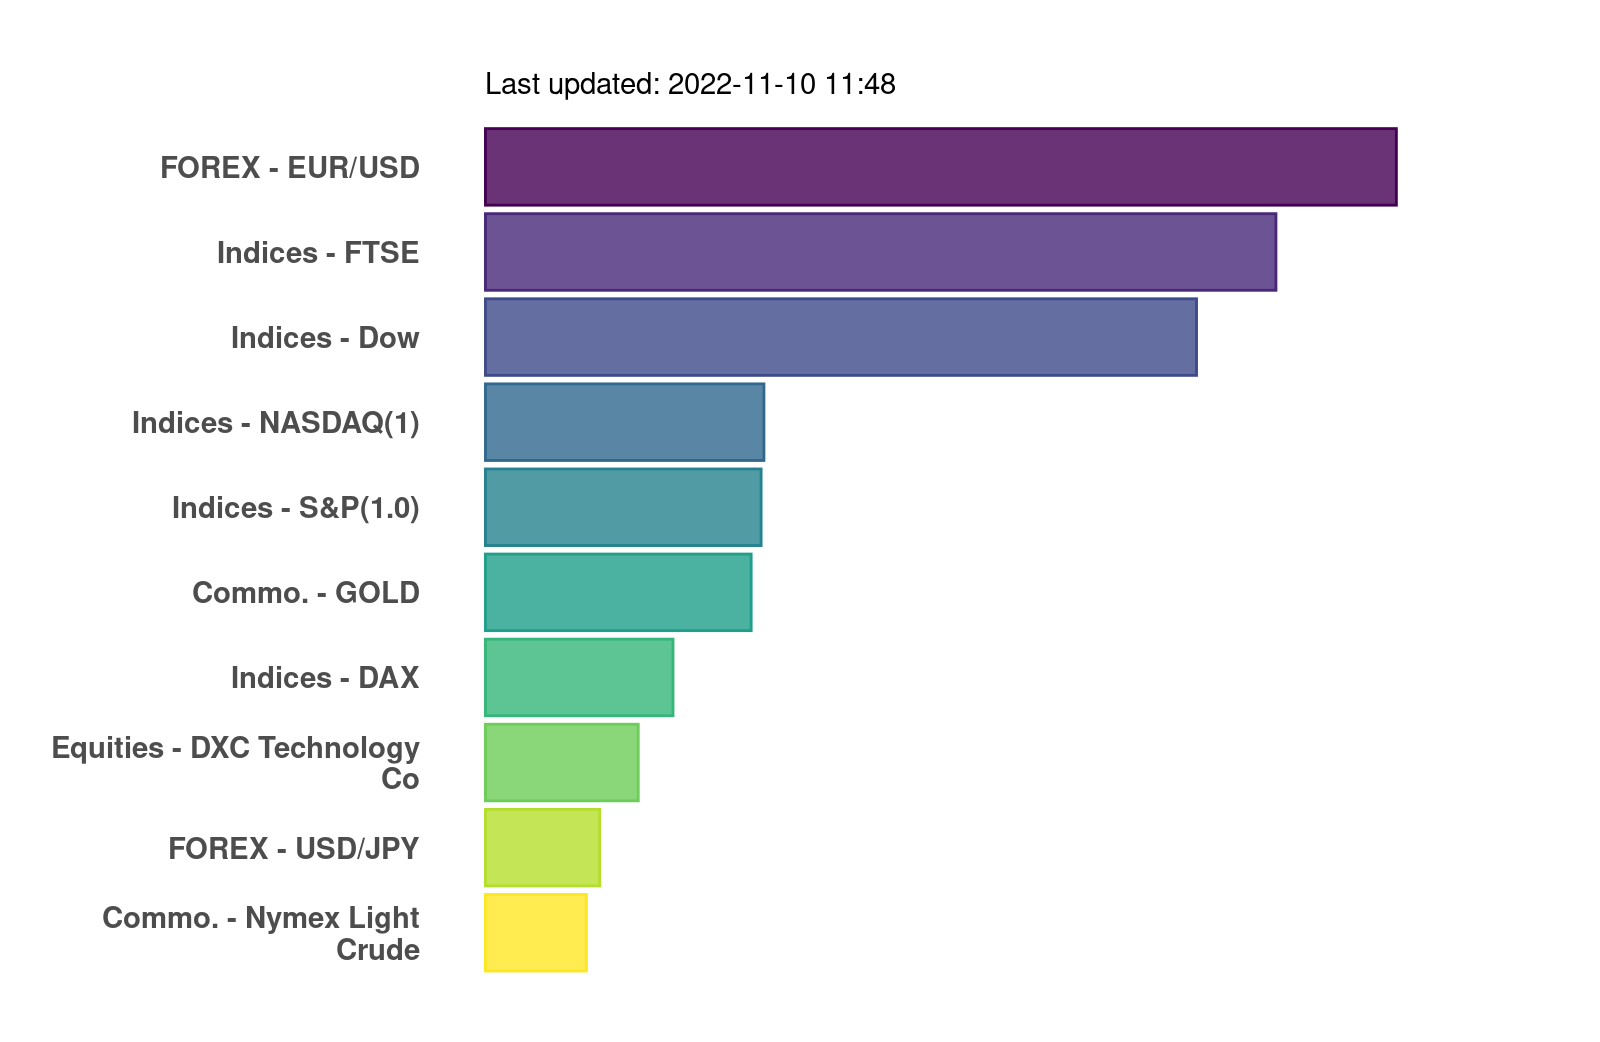 Last updated: 2022-11-10 11:48
FOREX - EUR/USD
Indices - FTSE
Indices - Dow
Indices - NASDAQ(1)
Indices - S&P(1.0)
Commo. - GOLD
Indices - DAX
Equities - DXC Technology
Co
FOREX - USD/JPY
Commo. - Nymex Light
Crude